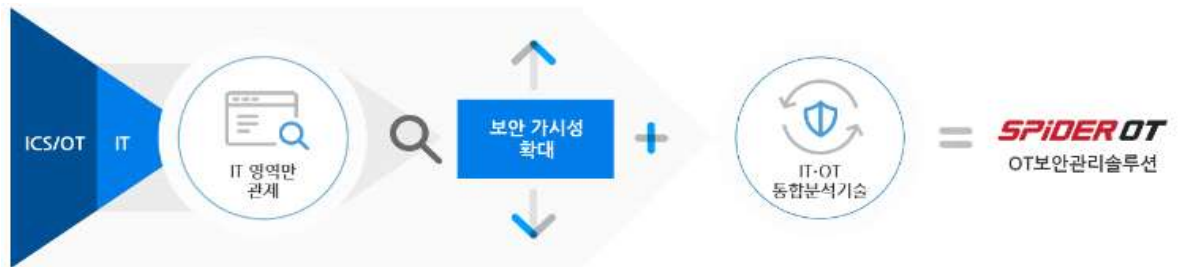 ICS/OT
IT
IT 영역만
관제
보안 가시성
확대
IT·OT
통합분석기술
SPiDER OT
OT보안관리솔루션